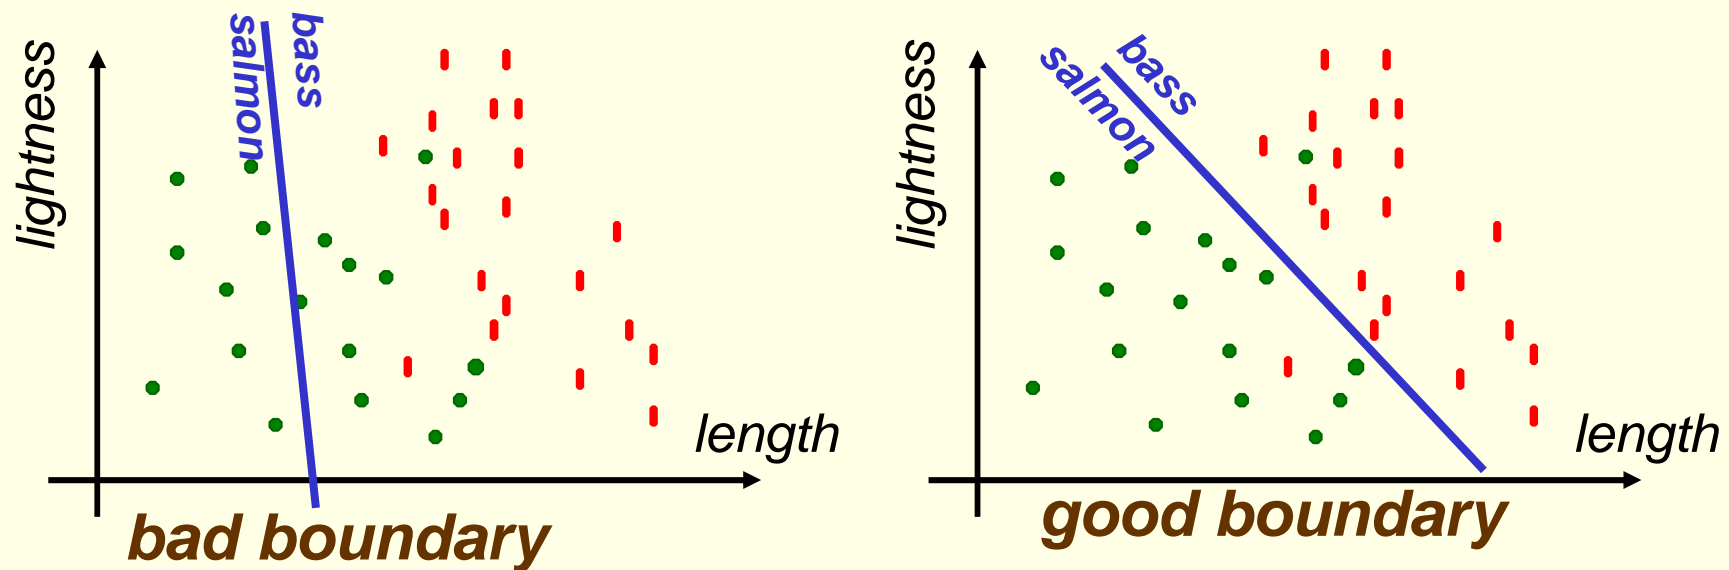 lightness
salmon
bass
length
bad boundary
lightness
salmon
bass
length
good boundary